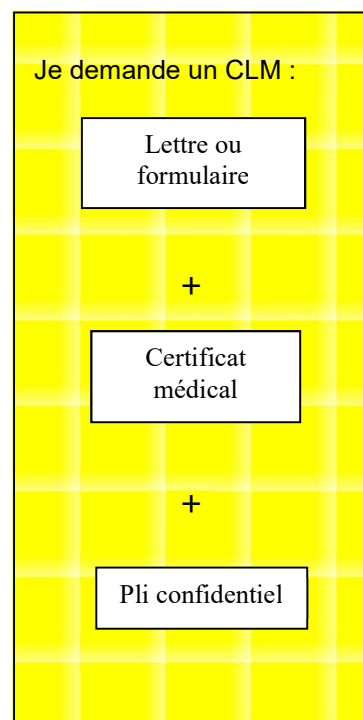 Je demande un CLM :
Lettre ou
formulaire
+
Certificat
médical
+
Pli confidentiel